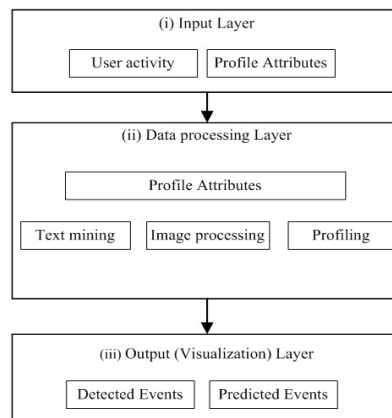 (i) Input Layer
User activity Profile Attributes
(ii) Data processing Layer
Profile Attributes
Text mining Image processing Profiling
(iii) Output (Visualization) Layer
Detected Events Predicted Events